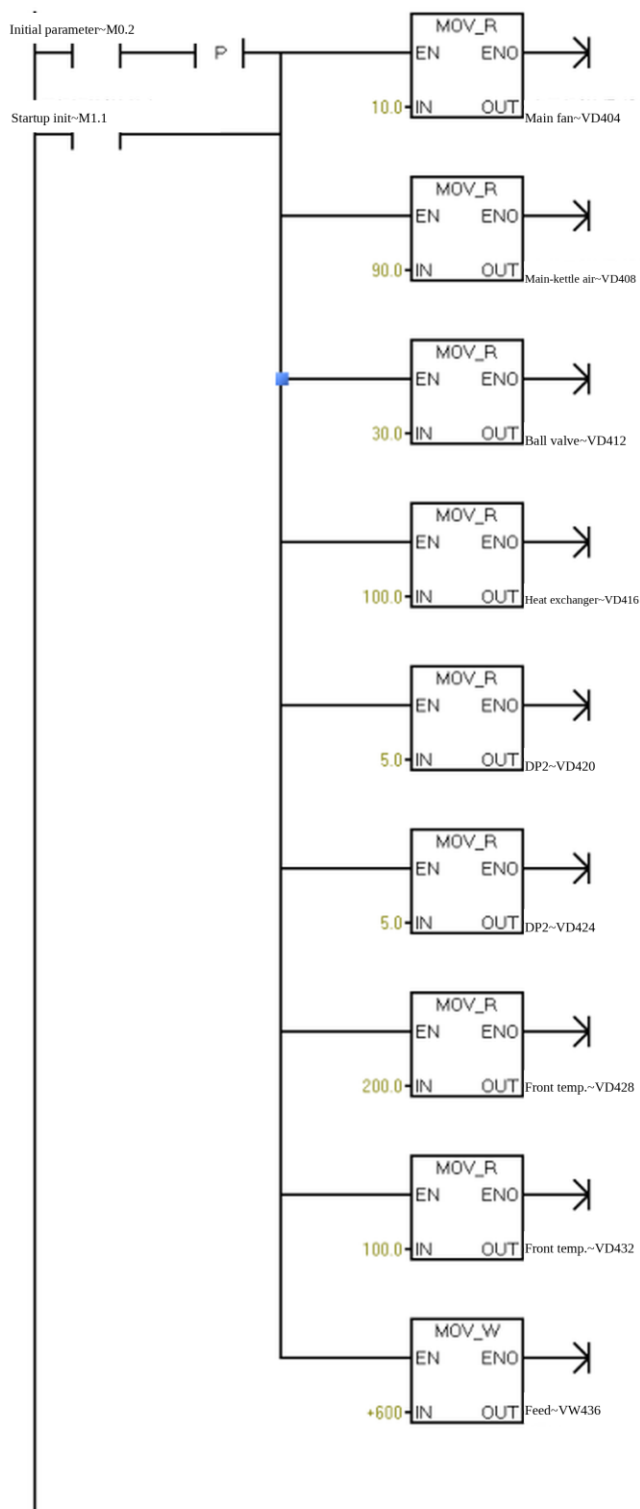 MOV_R
Initial parameter~M0.2
P
EN ENO
10.0 IN OUT Main fan~VD404
Startup init~M1.1
MOV_R
EN ENO
90.0 IN OUT Main-kettle air~VD408
MOV_R
EN ENO
30.0 IN OUT Ball valve~VD412
MOV_R
EN ENO
100.0 IN OUT Heat exchanger~VD416
MOV_R
EN ENO
5.0 IN OUT DP2~VD420
MOV_R
EN ENO
5.0 IN OUT DP2~VD424
MOV_R
EN ENO
200.0 IN OUT Front temp.~VD428
MOV_R
EN ENO
100.0 IN OUT Front temp.~VD432
MOV_W
EN ENO
+600 IN OUT Feed~VW436